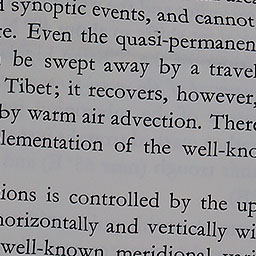 synoptic events, and cannot
re. Even the quasi-permanen
be swept away by a travel
Tibet; it recovers, however,
by warm air advection. There
lementation of the well-kno
ions is controlled by the up
horizontally and vertically wi
well-known meridional vari